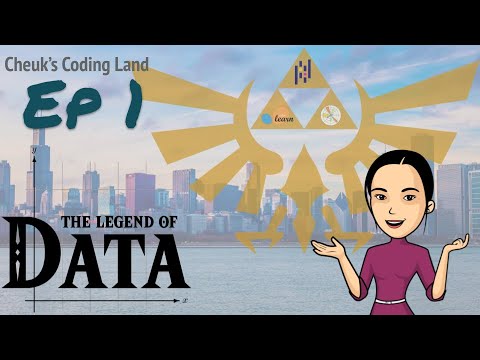 Cheuk's Coding Land
Ep 1
learn
y
THE LEGEND OF
DATA
x